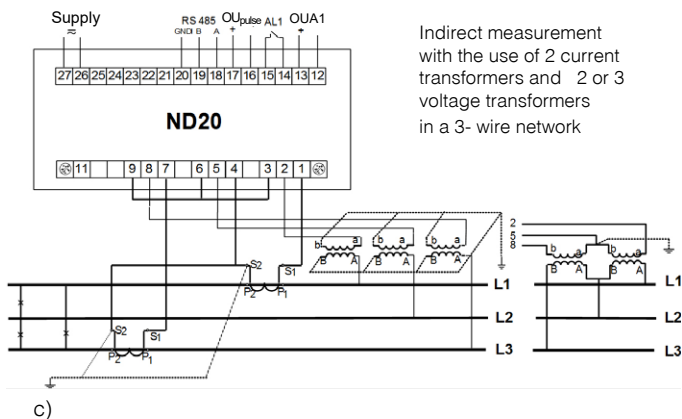 Supply
≂
RS 485
GND B A
OUpulse
+
AL1
OUA1
+
27 26 25 24 23 22 21 20 19 18 17 16 15 14 13 12
ND20
11 9 8 7 6 5 4 3 2 1
Indirect measurement
with the use of 2 current
transformers and 2 or 3
voltage transformers
in a 3- wire network
b a b a b a
B A B A B A
2
5
8
b a b a
B A B A
S2 S1
P2 P1
L1
L1
L2
L2
S2 S1
P2 P1
L3
L3
c)